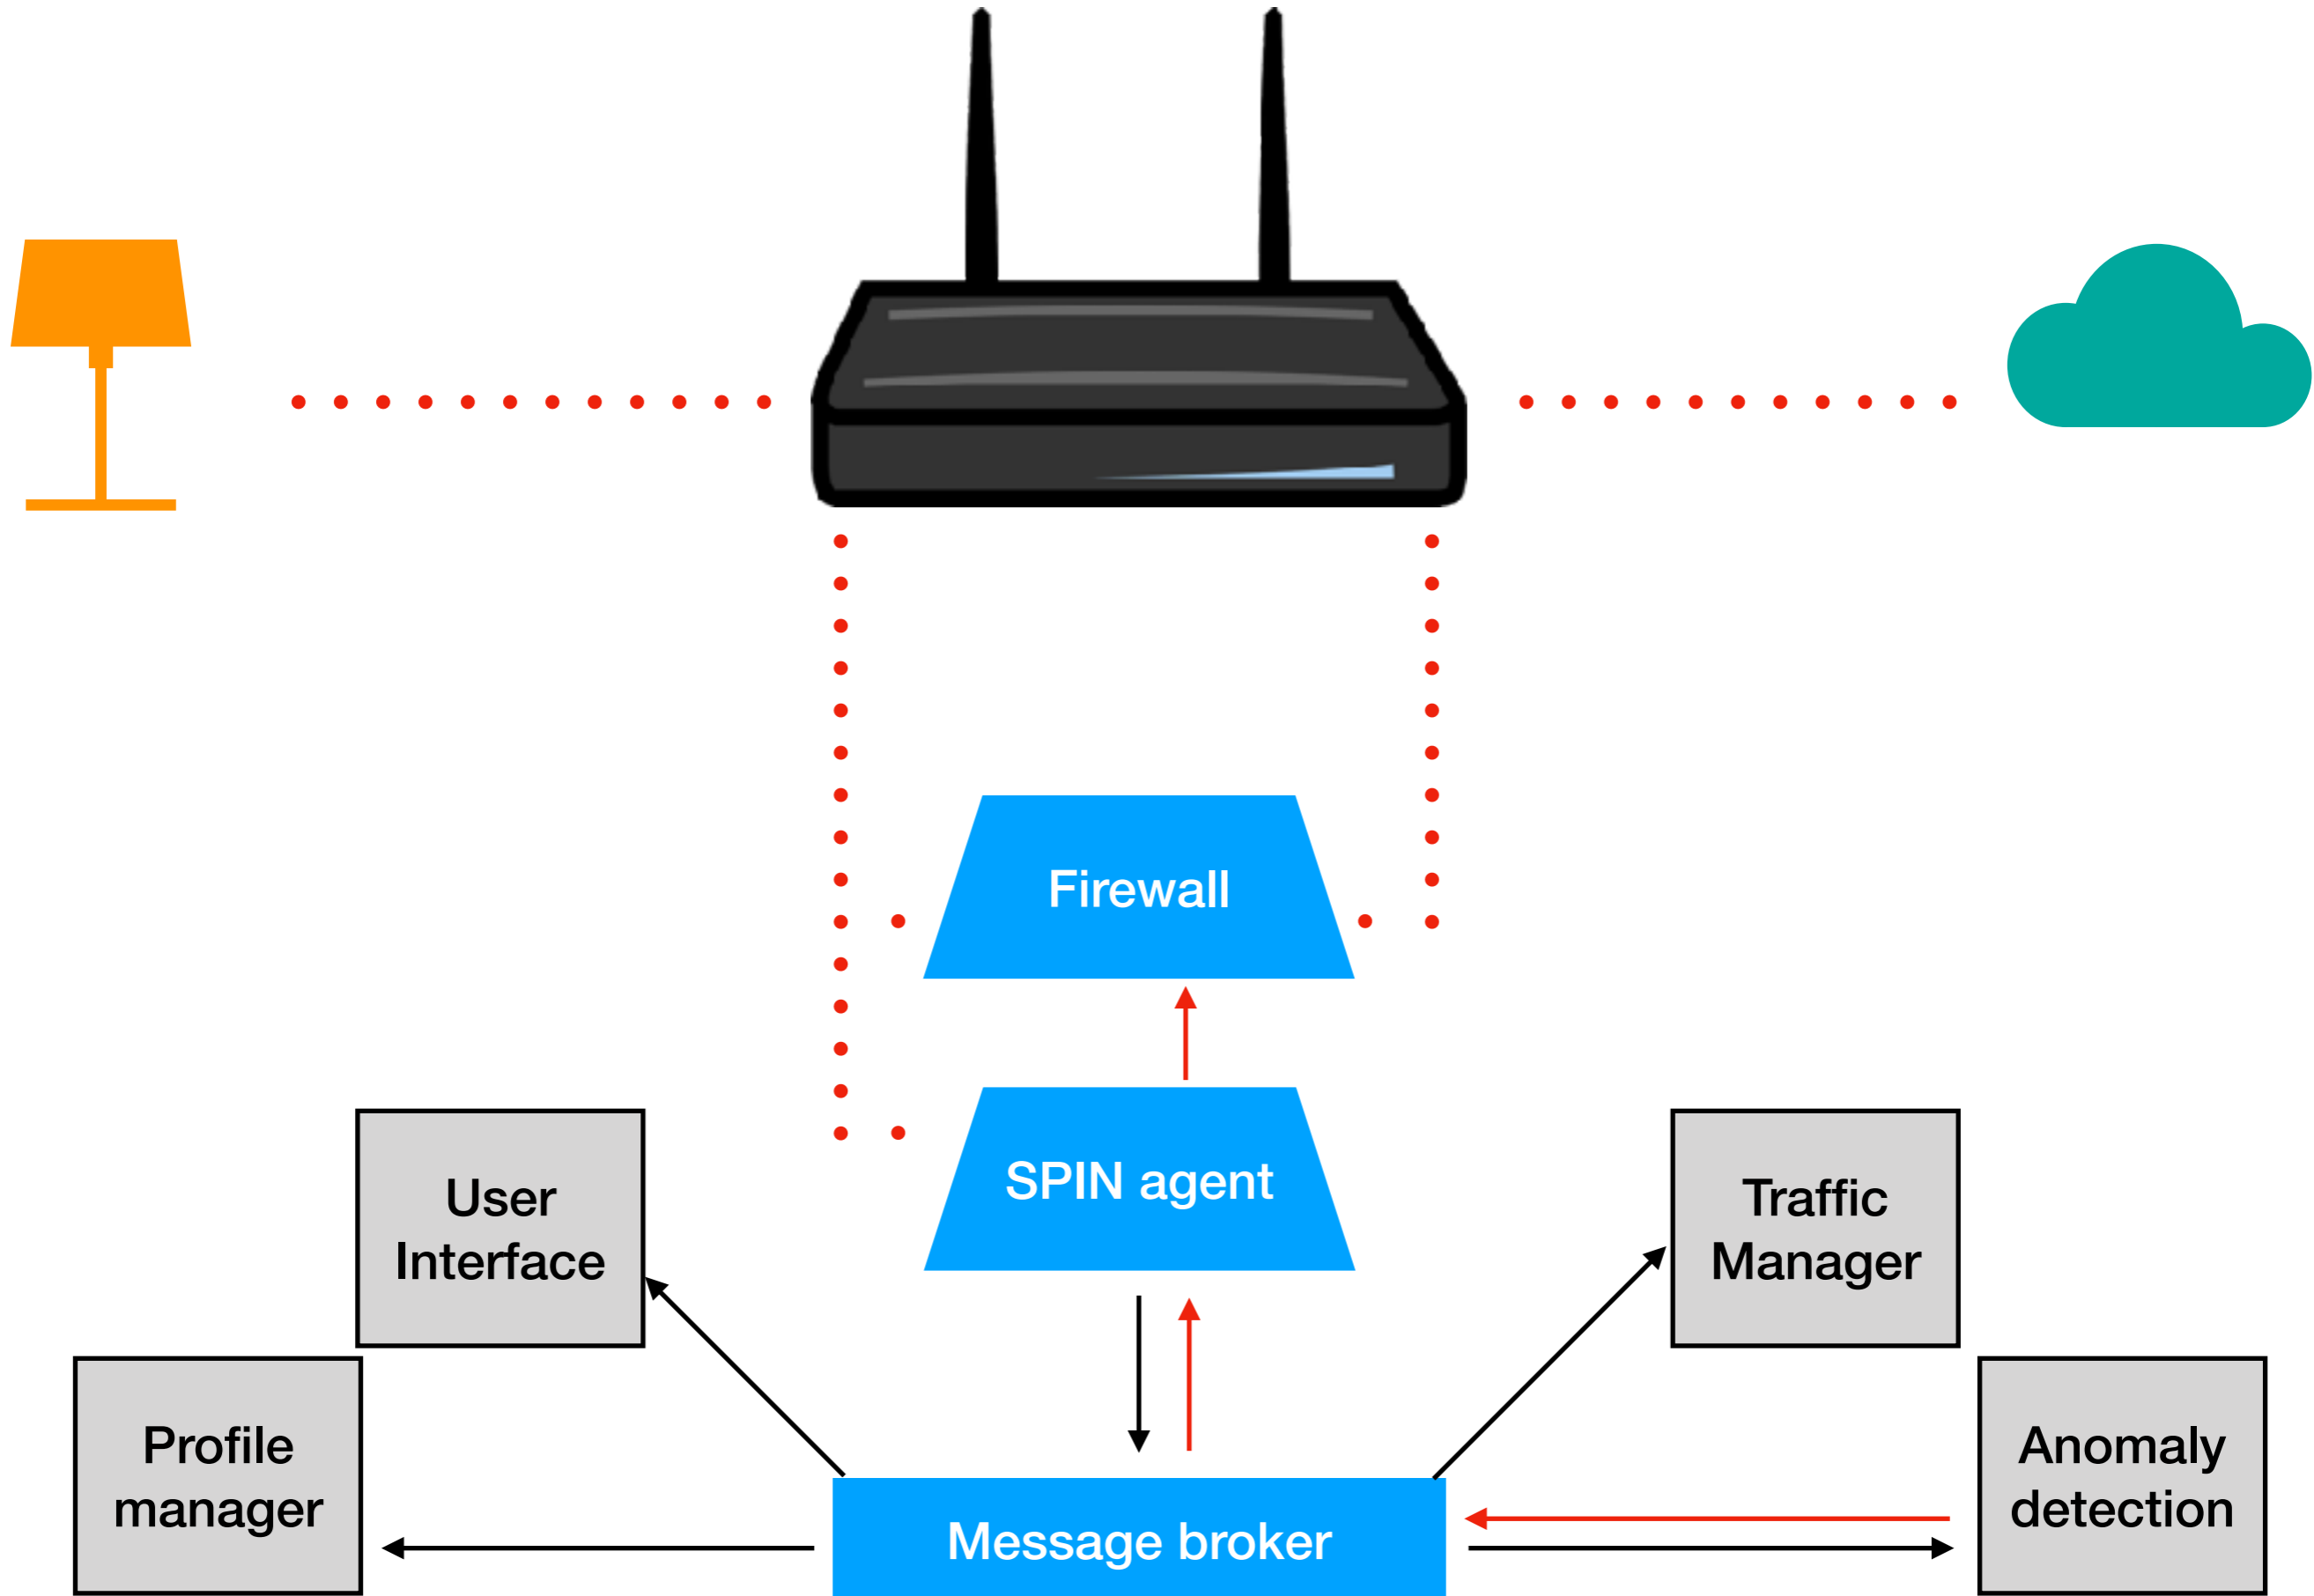 Firewall
SPIN agent
User
Interface
Traffic
Manager
Profile
manager
Anomaly
detection
Message broker